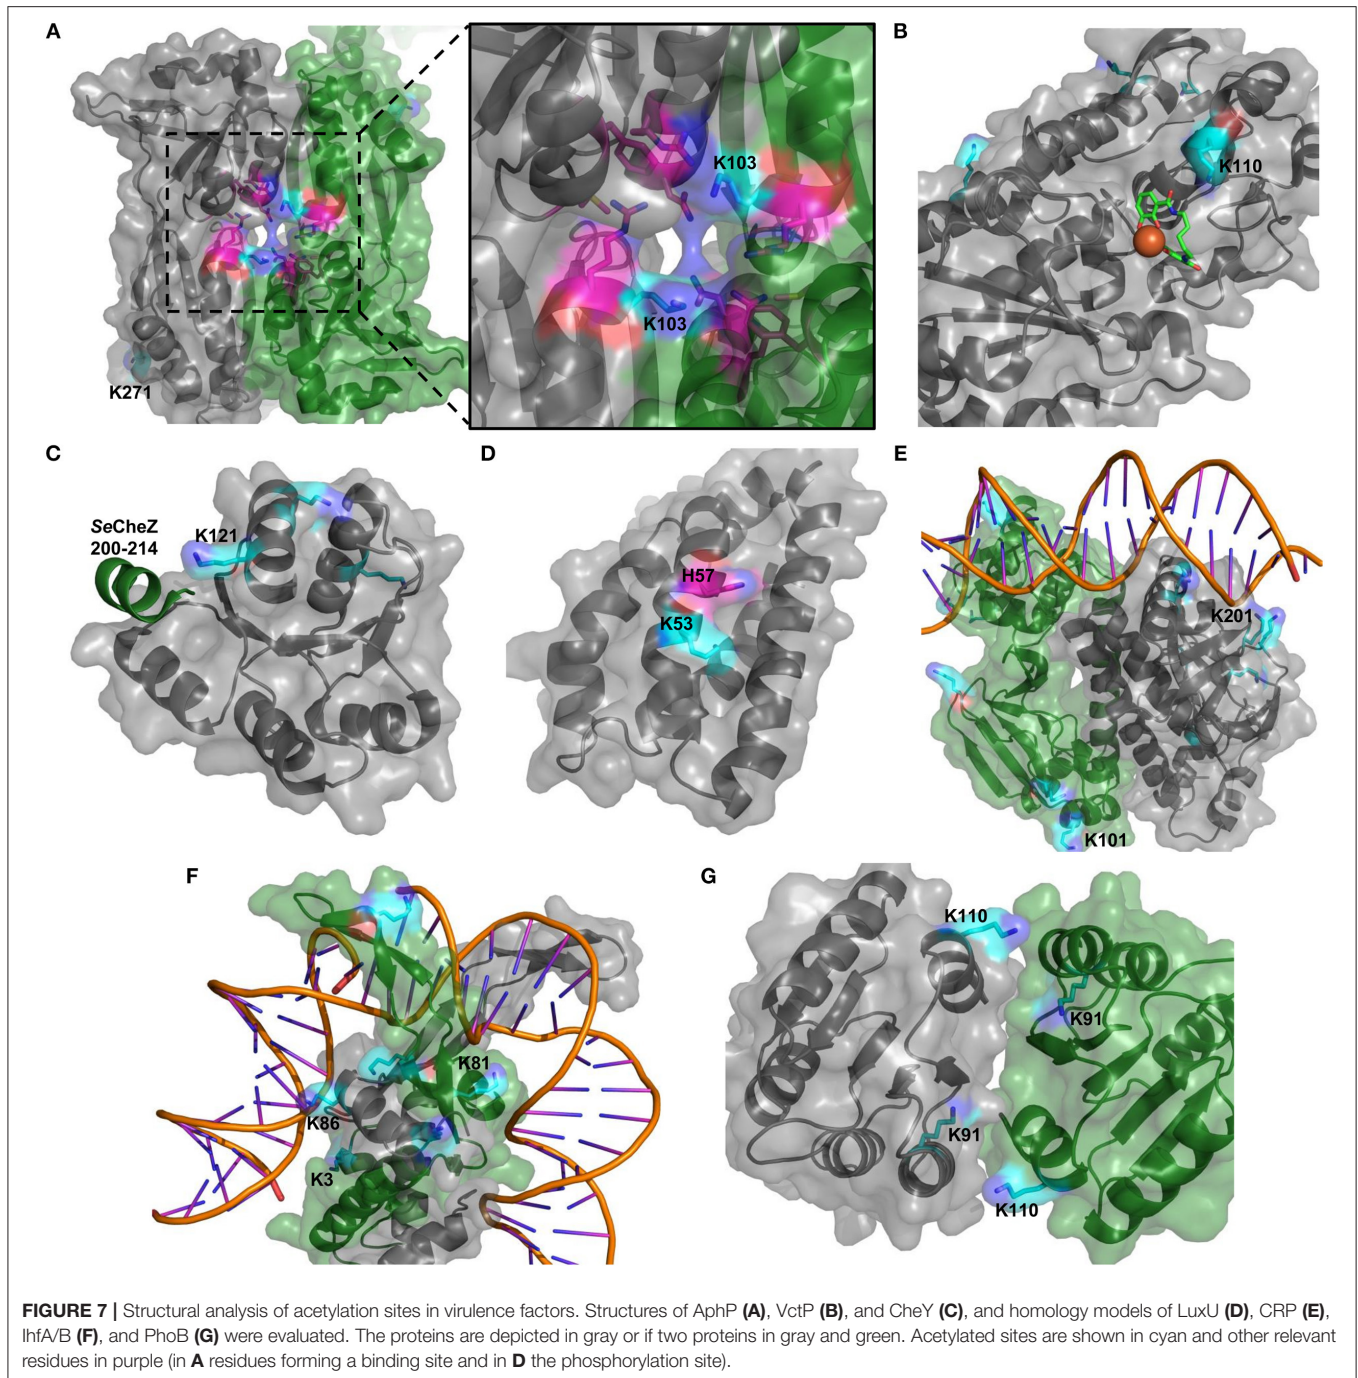 A
K103
K103
K271
B
K110
C
SeCheZ
200-214
K121
D
H57
K53
E
K201
K101
F
K81
K86
K3
G
K110
K91
K91
K110
FIGURE 7 | Structural analysis of acetylation sites in virulence factors. Structures of AphP (A), VctP (B), and CheY (C), and homology models of LuxU (D), CRP (E),
IhfA/B (F), and PhoB (G) were evaluated. The proteins are depicted in gray or if two proteins in gray and green. Acetylated sites are shown in cyan and other relevant
residues in purple (in A residues forming a binding site and in D the phosphorylation site).